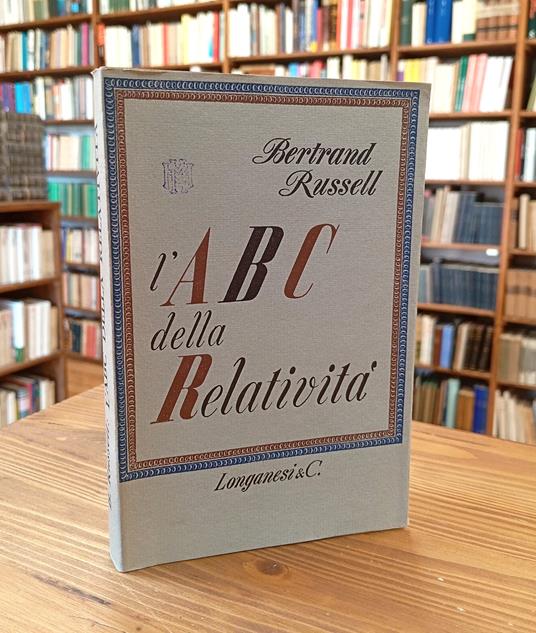 Bertrand
Russell
l'ABC
della
Relatività
Longanesi & C.